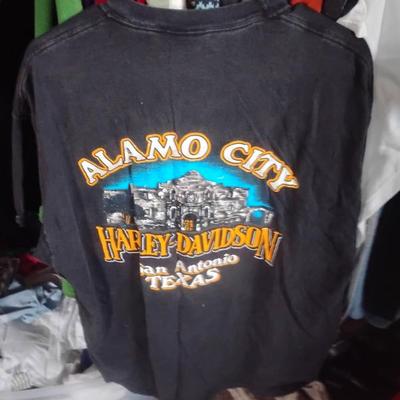 ALAMO CITY
HARLEY-DAVIDSON
San Antonio
TEXAS